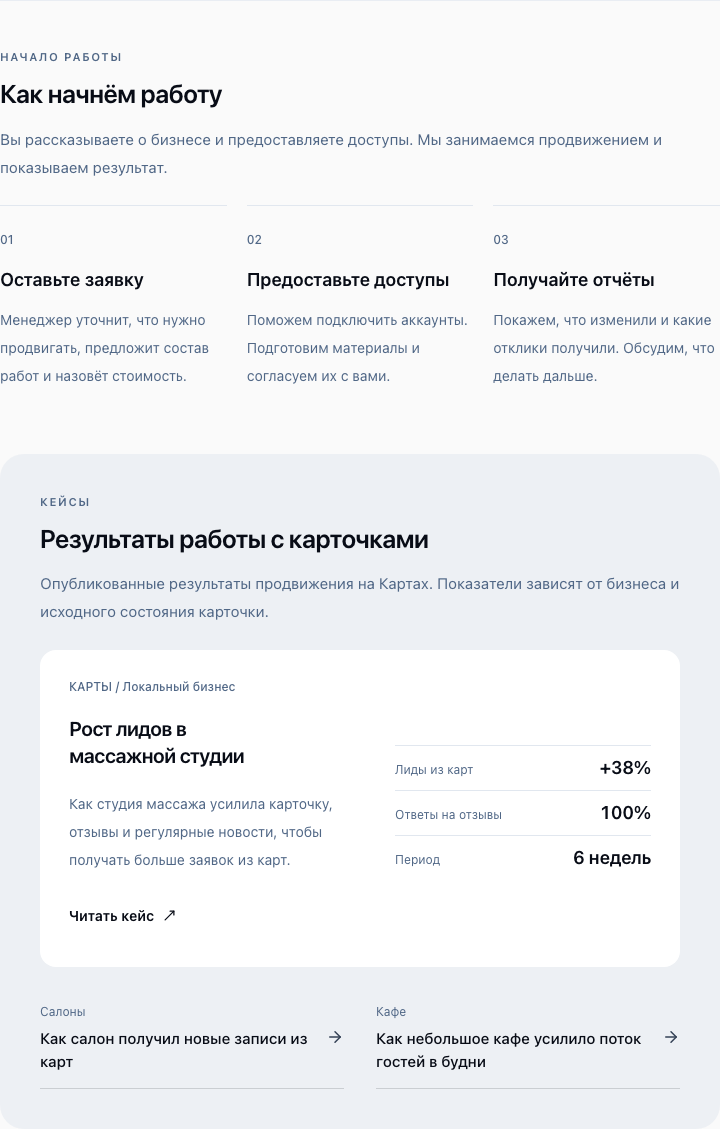 НАЧАЛО РАБОТЫ
Как начнём работу
Вы рассказываете о бизнесе и предоставляете доступы. Мы занимаемся продвижением и
показываем результат.
01
Оставьте заявку
Менеджер уточнит, что нужно
продвигать, предложит состав
работ и назовёт стоимость.
02
Предоставьте доступы
Поможем подключить аккаунты.
Подготовим материалы и
согласуем их с вами.
03
Получайте отчёты
Покажем, что изменили и какие
отклики получили. Обсудим, что
делать дальше.
КЕЙСЫ
Результаты работы с карточками
Опубликованные результаты продвижения на Картах. Показатели зависят от бизнеса и
исходного состояния карточки.
КАРТЫ / Локальный бизнес
Рост лидов в
массажной студии
Как студия массажа усилила карточку,
отзывы и регулярные новости, чтобы
получать больше заявок из карт.
Читать кейс ↗
Лиды из карт +38%
Ответы на отзывы 100%
Период 6 недель
Салоны
Как салон получил новые записи из →
карт
Кафе
Как небольшое кафе усилило поток →
гостей в будни